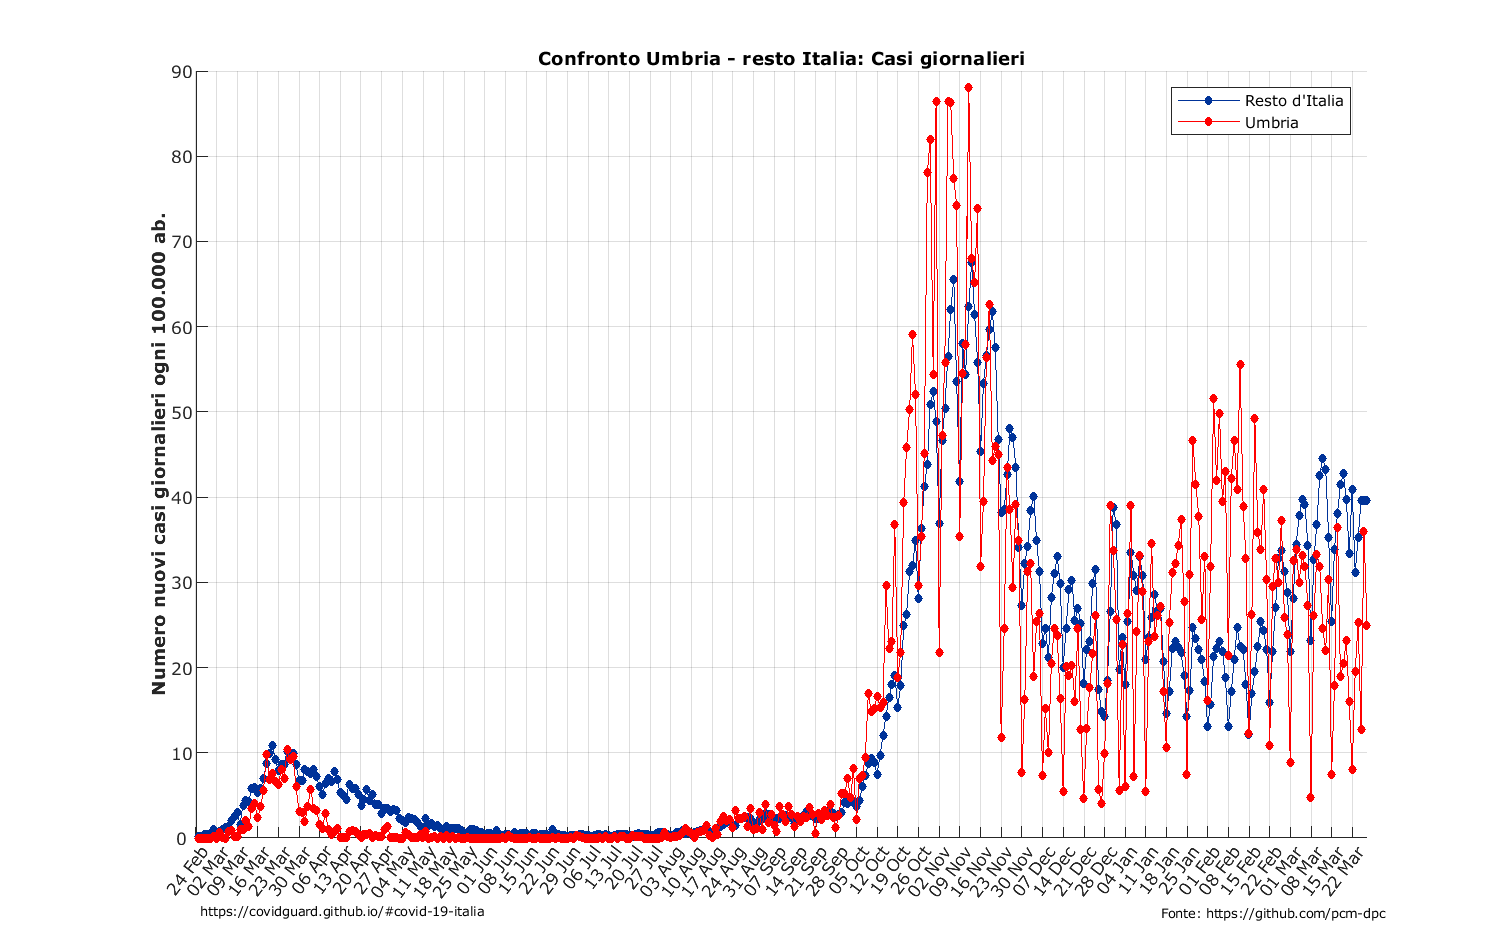 Confronto Umbria - resto Italia: Casi giornalieri
Resto d'Italia
Umbria
Numero nuovi casi giornalieri ogni 100.000 ab.
90
80
70
60
50
40
30
20
10
0
24 Feb
02 Mar
09 Mar
16 Mar
23 Mar
30 Mar
06 Apr
13 Apr
20 Apr
27 Apr
04 May
11 May
18 May
25 May
01 Jun
08 Jun
15 Jun
22 Jun
29 Jun
06 Jul
13 Jul
20 Jul
27 Jul
03 Aug
10 Aug
17 Aug
24 Aug
31 Aug
07 Sep
14 Sep
21 Sep
28 Sep
05 Oct
12 Oct
19 Oct
26 Oct
02 Nov
09 Nov
16 Nov
23 Nov
30 Nov
07 Dec
14 Dec
21 Dec
28 Dec
04 Jan
11 Jan
18 Jan
25 Jan
01 Feb
08 Feb
15 Feb
22 Feb
01 Mar
08 Mar
15 Mar
22 Mar
https://covidguard.github.io/#covid-19-italia
Fonte: https://github.com/pcm-dpc